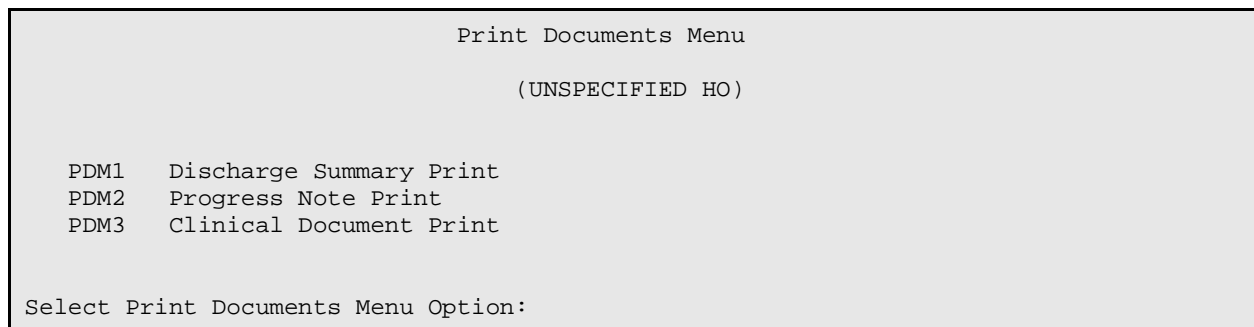 Print Documents Menu
(UNSPECIFIED HO)
PDM1 Discharge Summary Print
PDM2 Progress Note Print
PDM3 Clinical Document Print
Select Print Documents Menu Option: